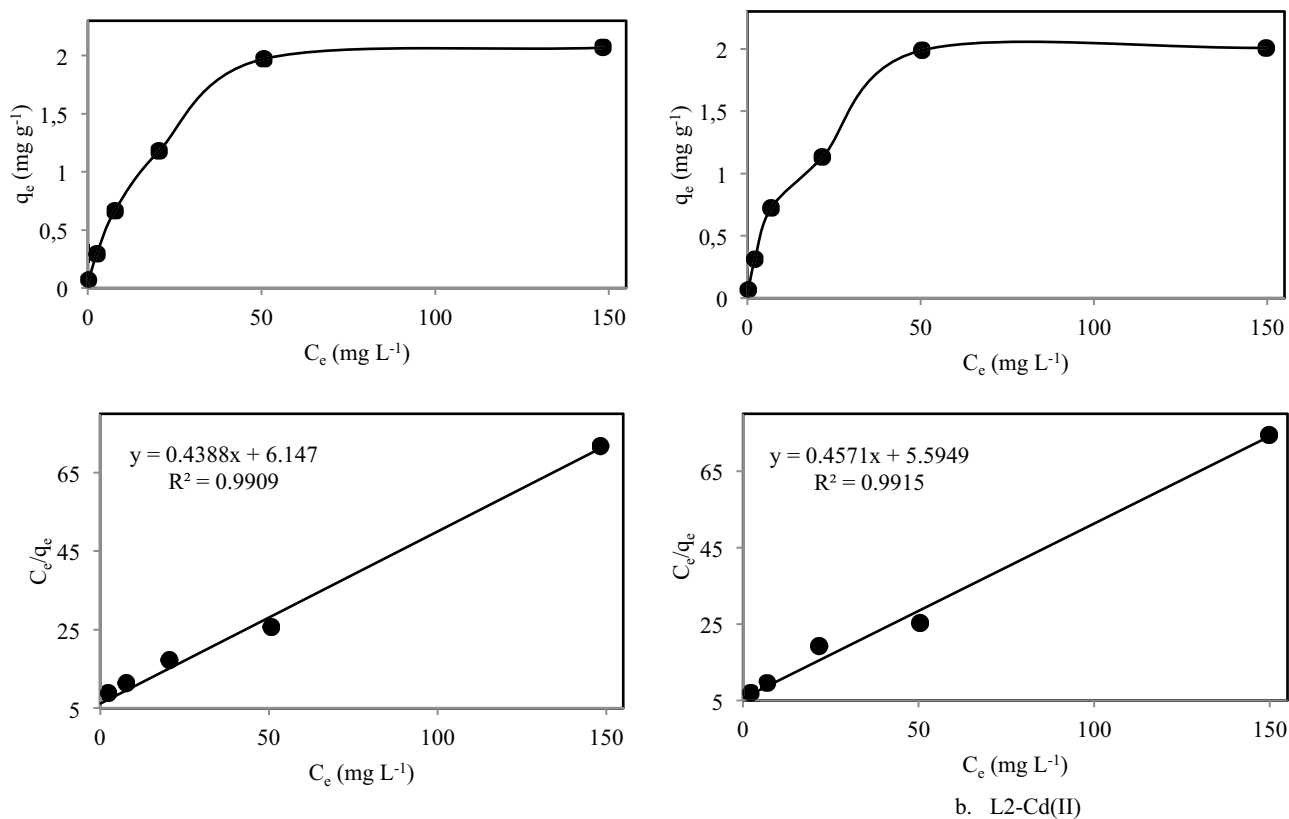 2
1,5
1
0,5
0
q_e (mg g^-1)
0 50 100 150
C_e (mg L^-1)
2
1,5
1
0,5
0
q_e (mg g^-1)
0 50 100 150
C_e (mg L^-1)
y = 0.4388x + 6.147
R² = 0.9909
65
45
25
5
C_e/q_e
0 50 100 150
C_e (mg L^-1)
y = 0.4571x + 5.5949
R² = 0.9915
65
45
25
5
C_e/q_e
0 50 100 150
C_e (mg L^-1)
b. L2-Cd(II)